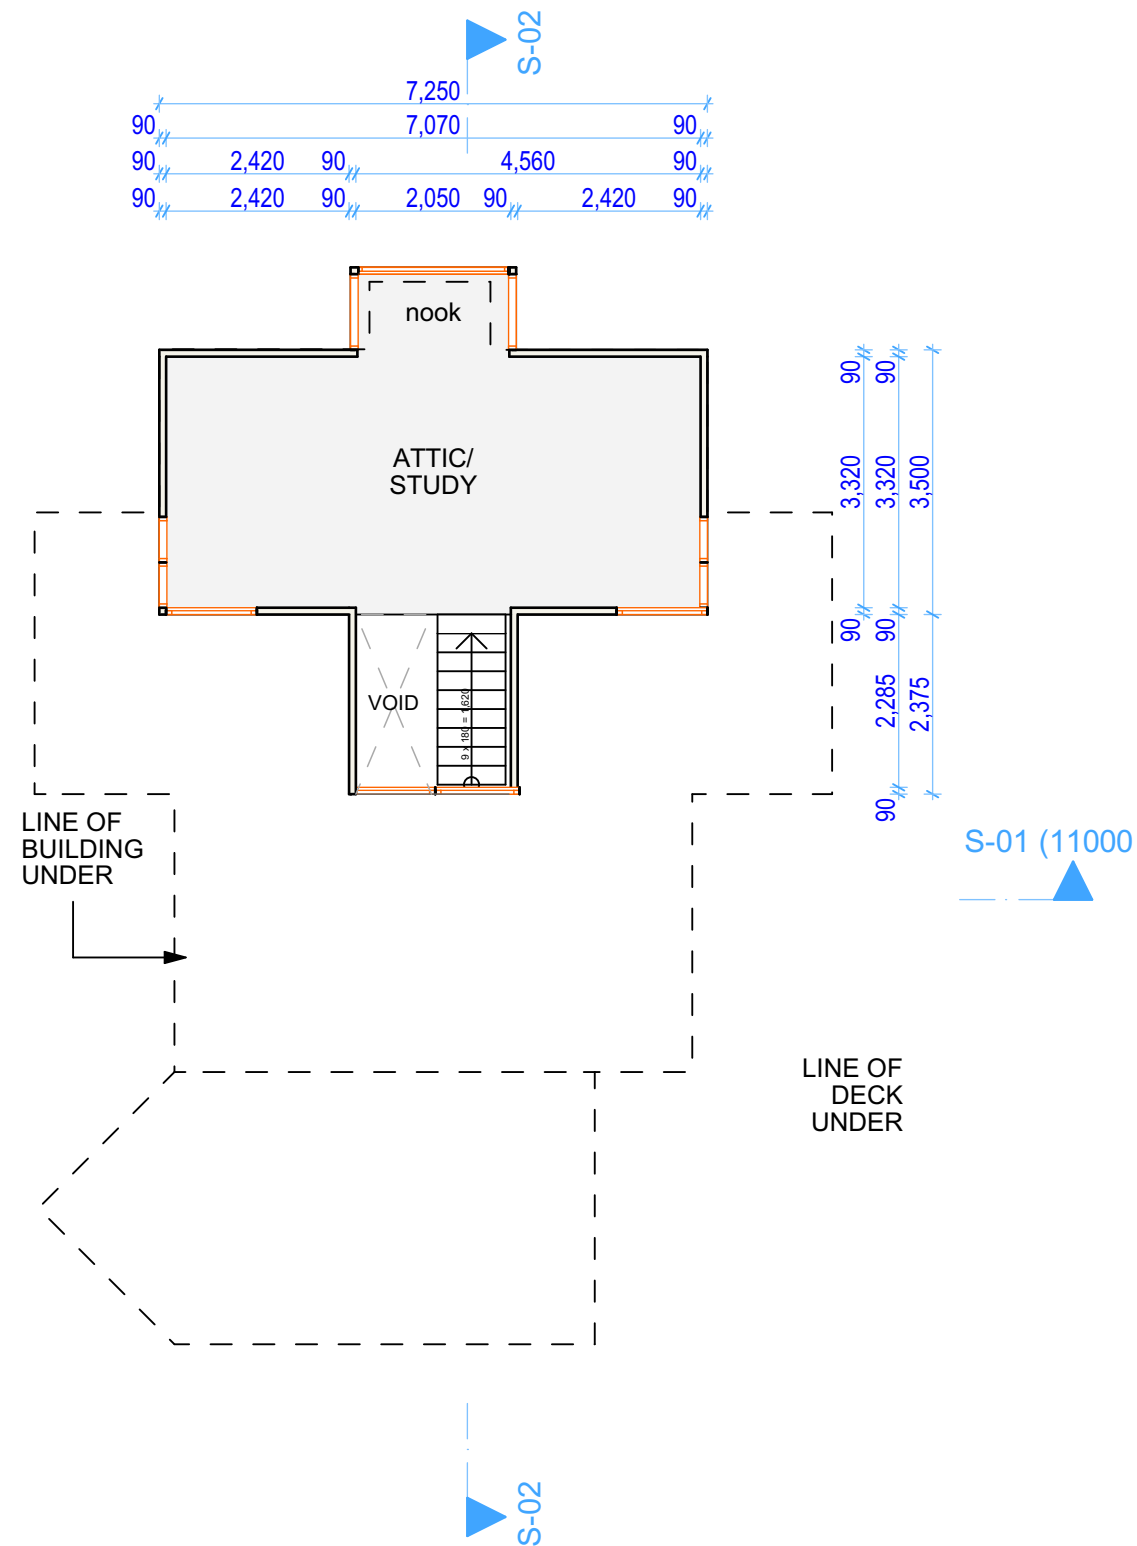 S-02
7,250
90 7,070 90
90 2,420 90 4,560 90
90 2,420 90 2,050 90 2,420 90
nook
ATTIC/
STUDY
90 90
3,320 3,320 3,500
90 90
2,285 2,375
90
VOID
9 x 180 = 1,620
LINE OF
BUILDING
UNDER
S-01 (11000
LINE OF
DECK
UNDER
S-02